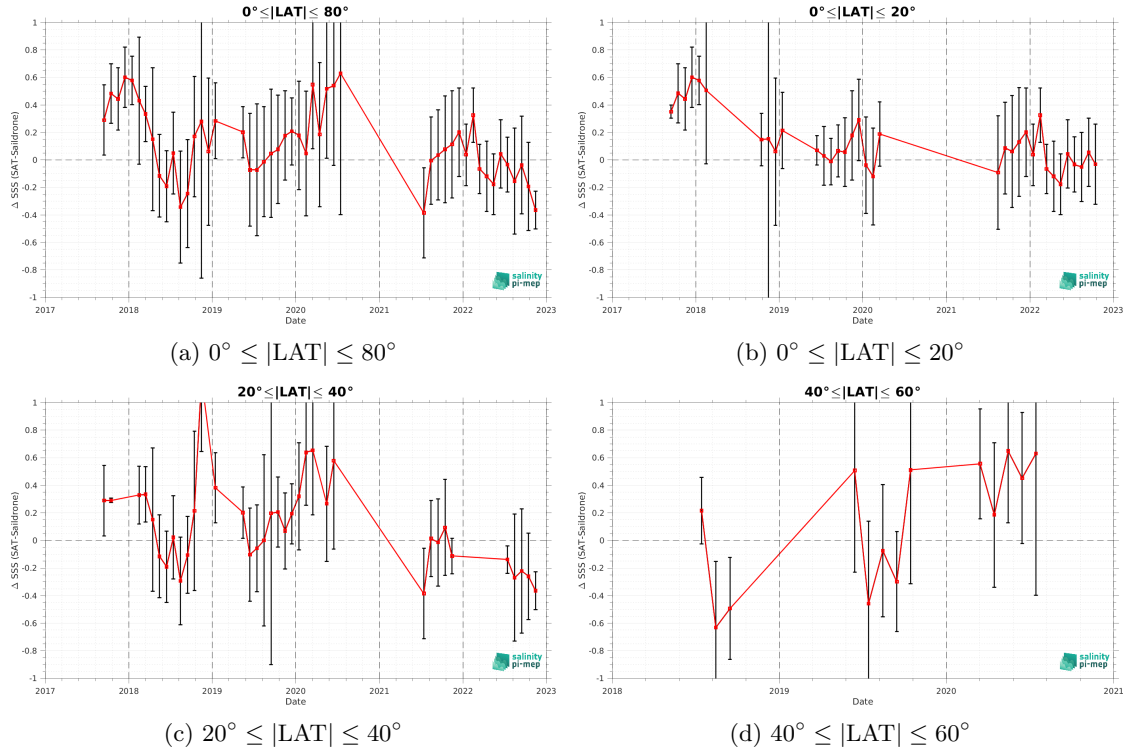 0°≤|LAT|≤ 80°
1
0.8
0.6
0.4
0.2
0
-0.2
-0.4
-0.6
-0.8
-1
Δ SSS (SAT-Saildrone)
2017
2018
2019
2020
2021
2022
2023
Date
salinity
pi-mep
(a) 0° ≤ |LAT| ≤ 80°
0°≤|LAT|≤ 20°
1
0.8
0.6
0.4
0.2
0
-0.2
-0.4
-0.6
-0.8
-1
Δ SSS (SAT-Saildrone)
2017
2018
2019
2020
2021
2022
2023
Date
salinity
pi-mep
(b) 0° ≤ |LAT| ≤ 20°
20°≤|LAT|≤ 40°
1
0.8
0.6
0.4
0.2
0
-0.2
-0.4
-0.6
-0.8
-1
Δ SSS (SAT-Saildrone)
2017
2018
2019
2020
2021
2022
2023
Date
salinity
pi-mep
(c) 20° ≤ |LAT| ≤ 40°
40°≤|LAT|≤ 60°
1
0.8
0.6
0.4
0.2
0
-0.2
-0.4
-0.6
-0.8
-1
Δ SSS (SAT-Saildrone)
2018
2019
2020
2021
Date
salinity
pi-mep
(d) 40° ≤ |LAT| ≤ 60°